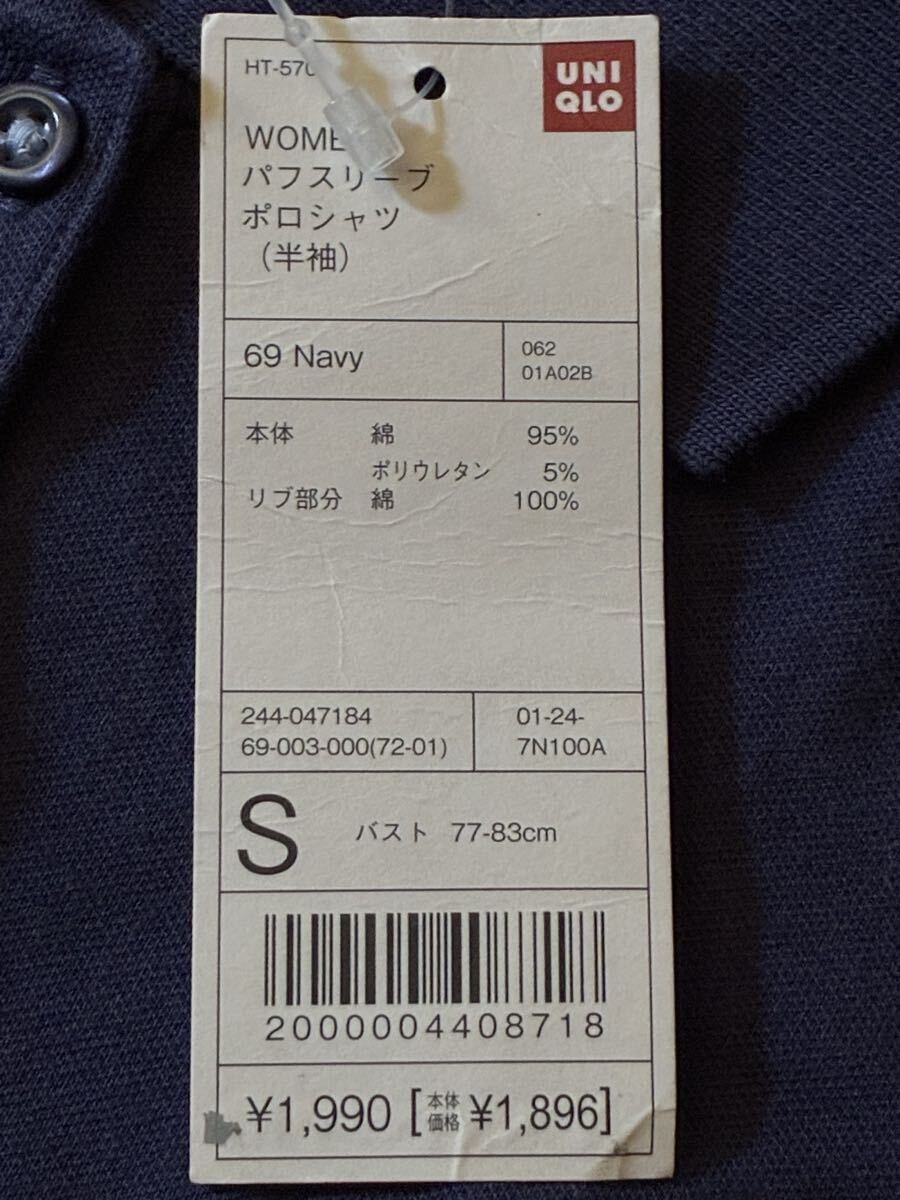 HT-570
UNI
QLO
WOME
パフスリーブ
ポロシャツ
(半袖)
69 Navy
062
01A02B
本体 綿 95%
ポリウレタン 5%
リブ部分 綿 100%
244-047184
69-003-000(72-01)
01-24-
7N100A
S バスト 77-83cm
2000004408718
¥1,990 [本体価格 ¥1,896]